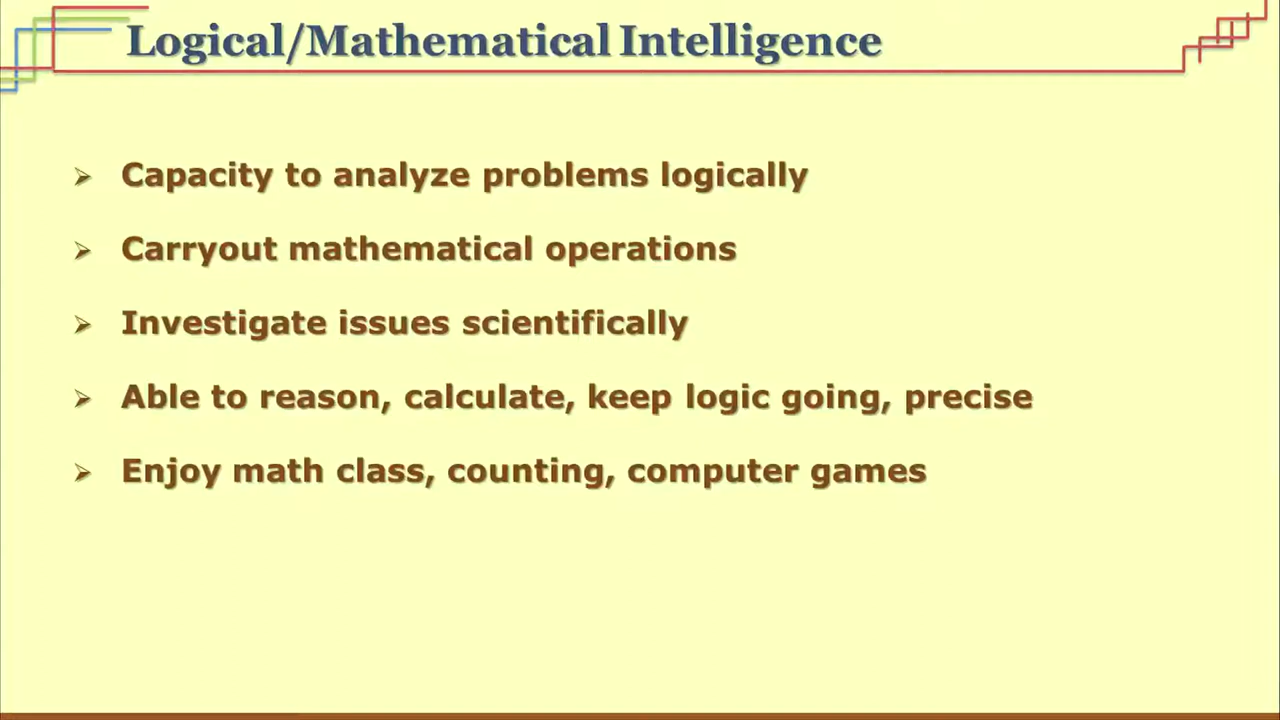 Logical/Mathematical Intelligence
Capacity to analyze problems logically
Carryout mathematical operations
Investigate issues scientifically
Able to reason, calculate, keep logic going, precise
Enjoy math class, counting, computer games